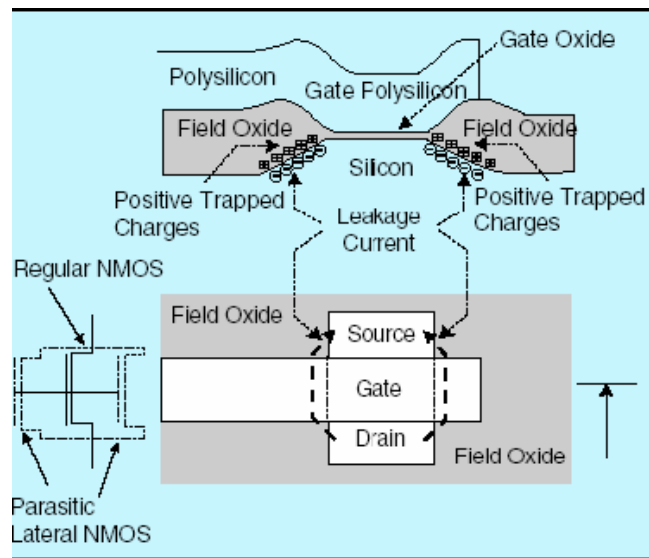 Gate Oxide
Polysilicon
Gate Polysilicon
Field Oxide
Field Oxide
Silicon
Positive Trapped
Charges
Positive Trapped
Charges
Leakage
Current
Regular NMOS
Field Oxide
Source
Gate
Drain
Field Oxide
Parasitic
Lateral NMOS